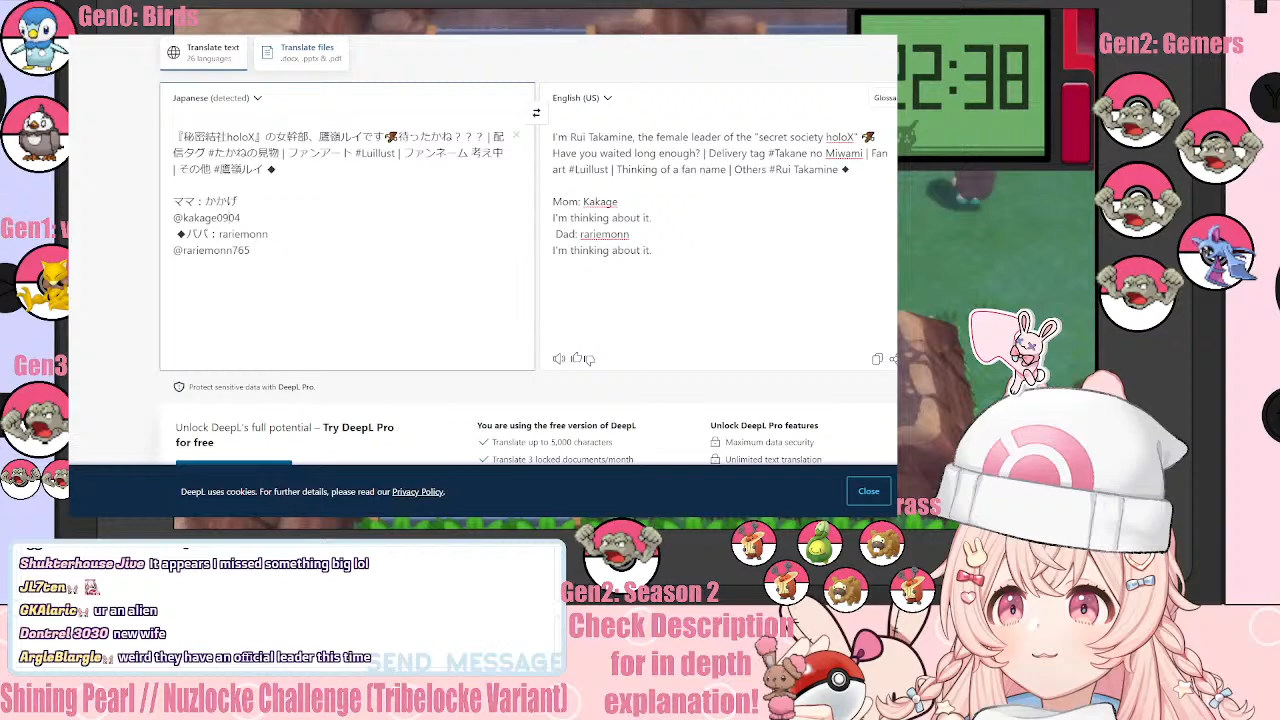 Gen0: Birds
Gen2: Gemers
Translate text
26 languages
Translate files
.docx, .pptx & .pdf
Japanese (detected)
English (US)
Glossa
22:38
『秘密結社holoX』の女幹部、鷹嶺ルイです 待ったかね？？？ | 配
信タグ #たかねの見物 | ファンアート #Luillust | ファンネーム 考え中
| その他 #鷹嶺ルイ ◆
ママ：かかげ
@kakage0904
◆パパ：rariemonn
@rariemonn765
I'm Rui Takamine, the female leader of the "secret society holoX"
Have you waited long enough? | Delivery tag #Takane no Miwami | Fan
art #Luillust | Thinking of a fan name | Others #Rui Takamine ◆
Mom: Kakage
I'm thinking about it.
Dad: rariemonn
I'm thinking about it.
Gen1:
Gen3
Protect sensitive data with DeepL Pro.
Unlock DeepL's full potential – Try DeepL Pro
for free
You are using the free version of DeepL
Translate up to 5,000 characters
Translate 3 locked documents/month
Unlock DeepL Pro features
Maximum data security
Unlimited text translation
DeepL uses cookies. For further details, please read our Privacy Policy.
Close
rass
Shukterhouse Jive It appears I missed something big lol
JL7ten
GKAlaric ur an alien
Dontrel 3030 new wife
ArgleBlargle weird they have an official leader this time
SEND MESSAGE
Gen2: Season 2
Check Description
for in depth
explanation!
Shining Pearl // Nuzlocke Challenge (Tribelocke Variant)